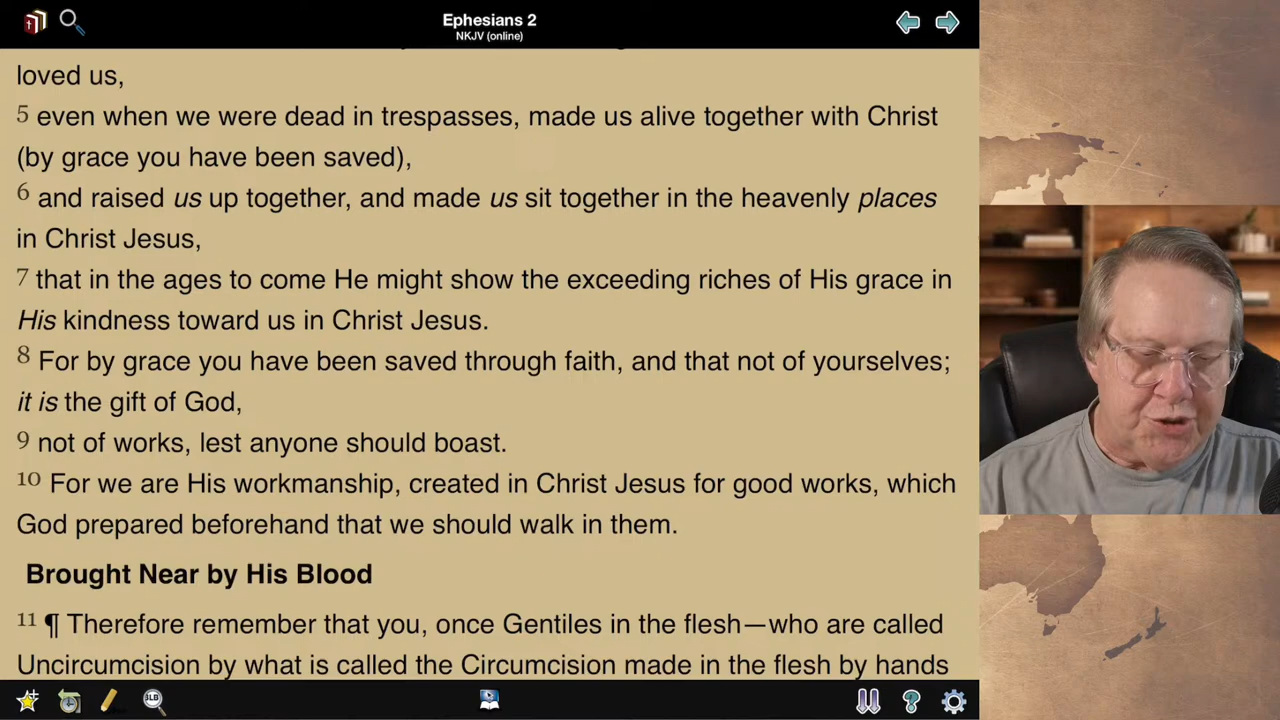 Ephesians 2
NKJV (online)
loved us,
5 even when we were dead in trespasses, made us alive together with Christ
(by grace you have been saved),
6 and raised us up together, and made us sit together in the heavenly places
in Christ Jesus,
7 that in the ages to come He might show the exceeding riches of His grace in
His kindness toward us in Christ Jesus.
8 For by grace you have been saved through faith, and that not of yourselves;
it is the gift of God,
9 not of works, lest anyone should boast.
10 For we are His workmanship, created in Christ Jesus for good works, which
God prepared beforehand that we should walk in them.
Brought Near by His Blood
11 ¶ Therefore remember that you, once Gentiles in the flesh—who are called
Uncircumcision by what is called the Circumcision made in the flesh by hands
BLB